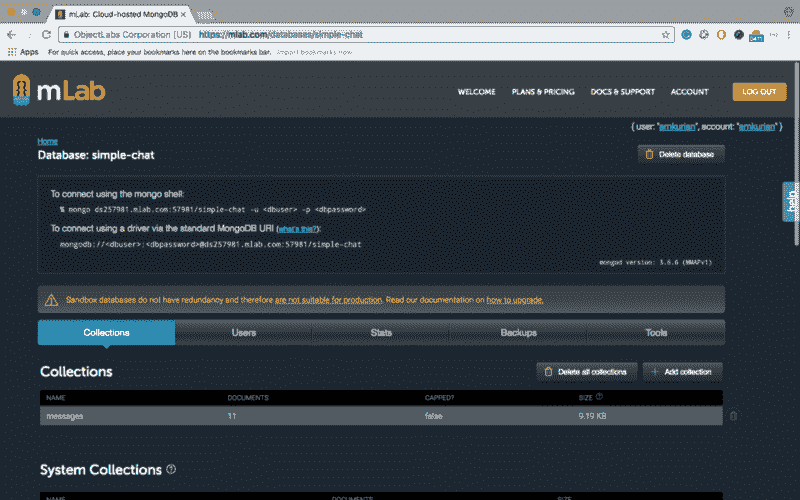 mLab: Cloud-hosted MongoDB
ObjectLabs Corporation [US] https://mlab.com/databases/simple-chat
Apps For quick access, place your bookmarks here on the bookmarks bar. Import bookmarks now...
mLab
WELCOME PLANS & PRICING DOCS & SUPPORT ACCOUNT LOG OUT
{ user: "amkurian", account: "amkurian" }
Home
Database: simple-chat
Delete database
help
To connect using the mongo shell:
% mongo ds257981.mlab.com:57981/simple-chat -u <dbuser> -p <dbpassword>
To connect using a driver via the standard MongoDB URI (what's this?):
mongodb://<dbuser>:<dbpassword>@ds257981.mlab.com:57981/simple-chat
mongod version: 3.6.6 (MMAPv1)
Sandbox databases do not have redundancy and therefore are not suitable for production. Read our documentation on how to upgrade.
Collections Users Stats Backups Tools
Collections
Delete all collections
Add collection
NAME DOCUMENTS CAPPED? SIZE
messages 11 false 9.19 KB
System Collections
NAME DOCUMENTS SIZE